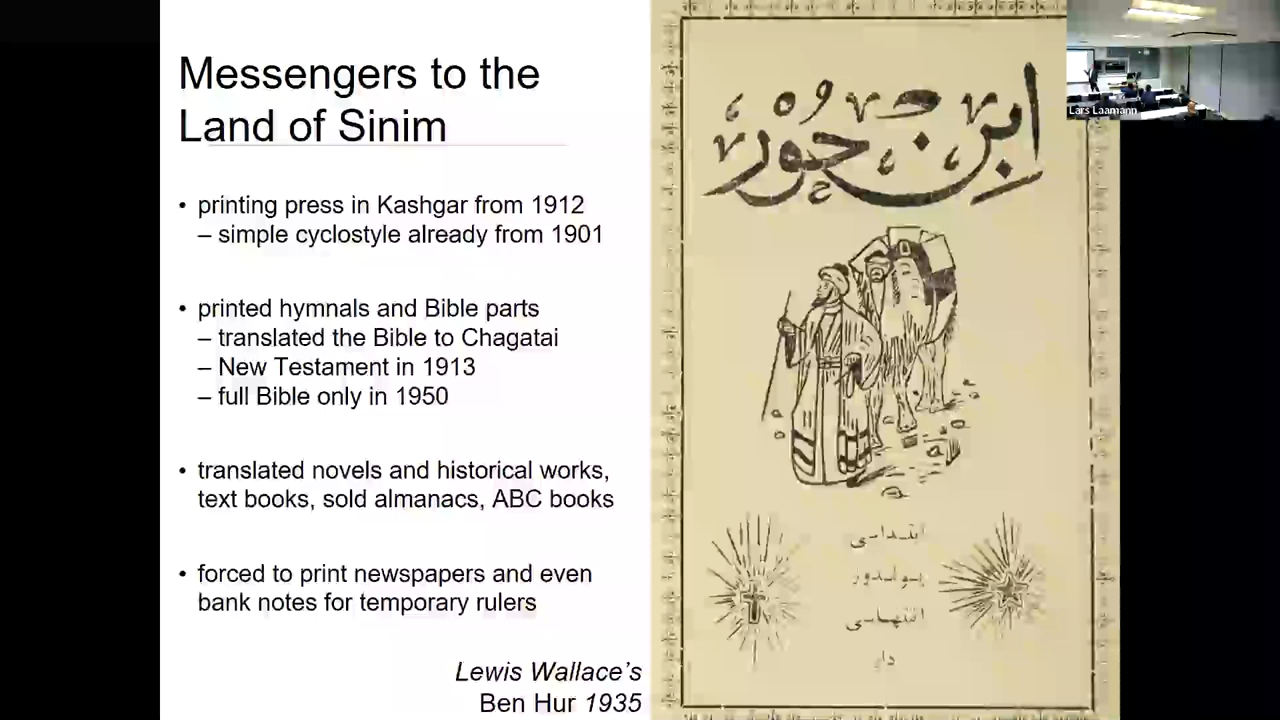 Messengers to the
Land of Sinim
• printing press in Kashgar from 1912
– simple cyclostyle already from 1901
• printed hymnals and Bible parts
– translated the Bible to Chagatai
– New Testament in 1913
– full Bible only in 1950
• translated novels and historical works,
text books, sold almanacs, ABC books
• forced to print newspapers and even
bank notes for temporary rulers
Lewis Wallace’s
Ben Hur 1935
ابن حور
انتهاسى
دار
Lars Laamann